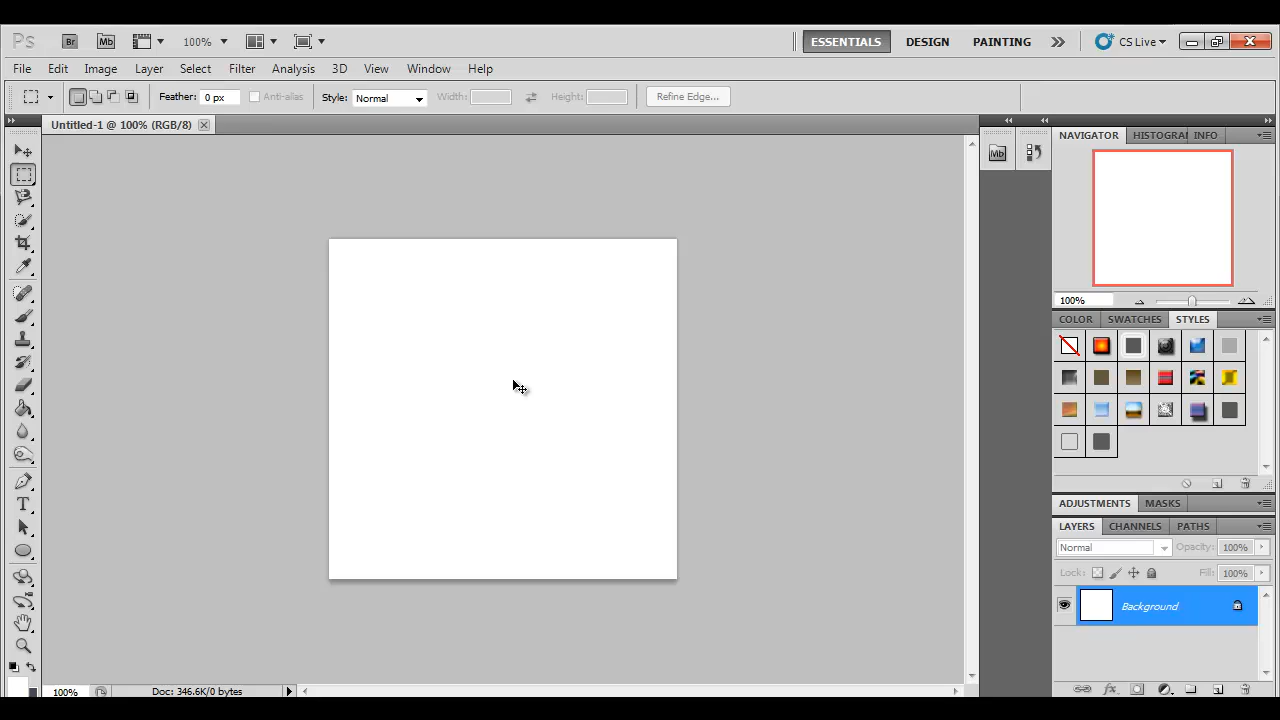 Ps Br Mb 100% ESSENTIALS DESIGN PAINTING CS Live
File Edit Image Layer Select Filter Analysis 3D View Window Help
Feather: 0 px Anti-alias Style: Normal Width: Height: Refine Edge...
Untitled-1 @ 100% (RGB/8)
NAVIGATOR HISTOGRAM INFO
Mb
100%
COLOR SWATCHES STYLES
ADJUSTMENTS MASKS
LAYERS CHANNELS PATHS
Normal Opacity: 100%
Lock: Fill: 100%
Background
T
fx
100% Doc: 346.6K/0 bytes